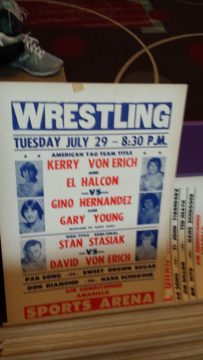 WRESTLING
TUESDAY JULY 29 - 8:30 P.M.
AMERICAN TAG TEAM TITLE
KERRY VON ERICH
AND
EL HALCON
-VS-
GINO HERNANDEZ
AND
GARY YOUNG
STAN STASIAK
-VS-
DAVID VON ERICH
PAK SONG -VS- SWEET BROWN SUGAR
DON DIAMOND -VS- HANS SCHROEDER
AIR CONDITIONED
AMARILLO
SPORTS ARENA